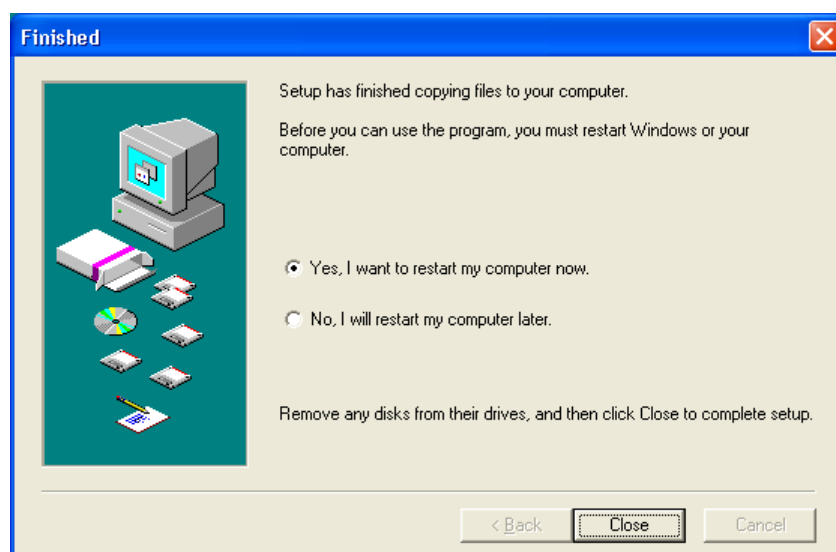 Finished
Setup has finished copying files to your computer.
Before you can use the program, you must restart Windows or your
computer.
Yes, I want to restart my computer now.
No, I will restart my computer later.
Remove any disks from their drives, and then click Close to complete setup.
< Back Close Cancel